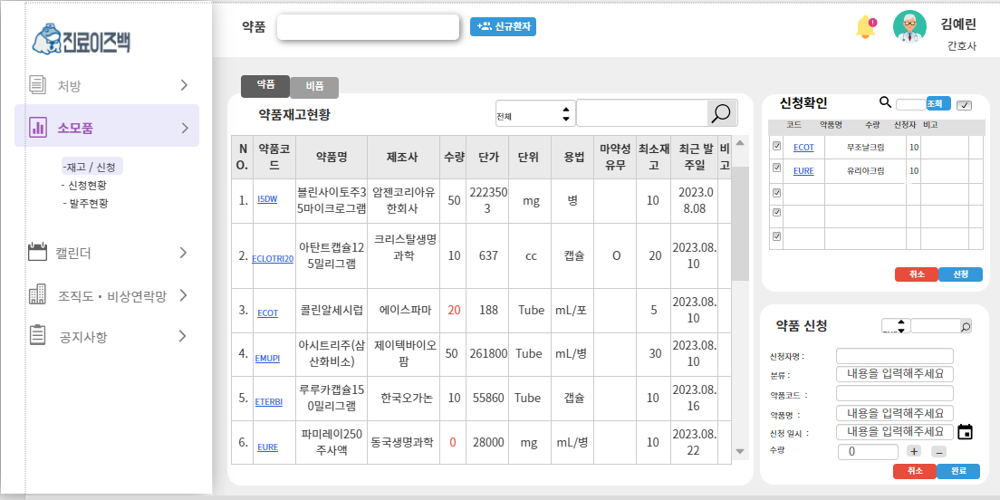 진료이즈백
약품
신규환자
김예린
간호사
처방
소모품
-재고 / 신청
- 신청현황
- 발주현황
캘린더
조직도·비상연락망
공지사항
약품
비품
약품재고현황
전체
NO. 약품코드 약품명 제조사 수량 단가 단위 용법 마약성유무 최소재고 최근 발주일 비고
1. I5DW 블린사이토주35마이크로그램 암젠코리아유한회사 50 2223503 mg 병 10 2023.08.08
2. ECLOTRI20 아탄트캡슐125밀리그램 크리스탈생명과학 10 637 cc 캡슐 O 20 2023.08.10
3. ECOT 콜린알세시럽 에이스파마 20 188 Tube mL/포 5 2023.08.10
4. EMUPI 아시트리주(삼산화비소) 제이텍바이오팜 50 261800 Tube mL/병 30 2023.08.10
5. ETERBI 루루카캡슐150밀리그램 한국오가논 10 55860 Tube 갭슐 10 2023.08.16
6. EURE 파미레이250주사액 동국생명과학 0 28000 mg mL/병 10 2023.08.22
신청확인
조회
코드 약품명 수량 신청자 비고
ECOT 무조날크림 10
EURE 유리아크림 10
취소 신청
약품 신청
신청자명 :
분류 : 내용을 입력해주세요
약품코드 :
약품명 : 내용을 입력해주세요
신청 일시 : 내용을 입력해주세요
수량 0 + -
취소 완료